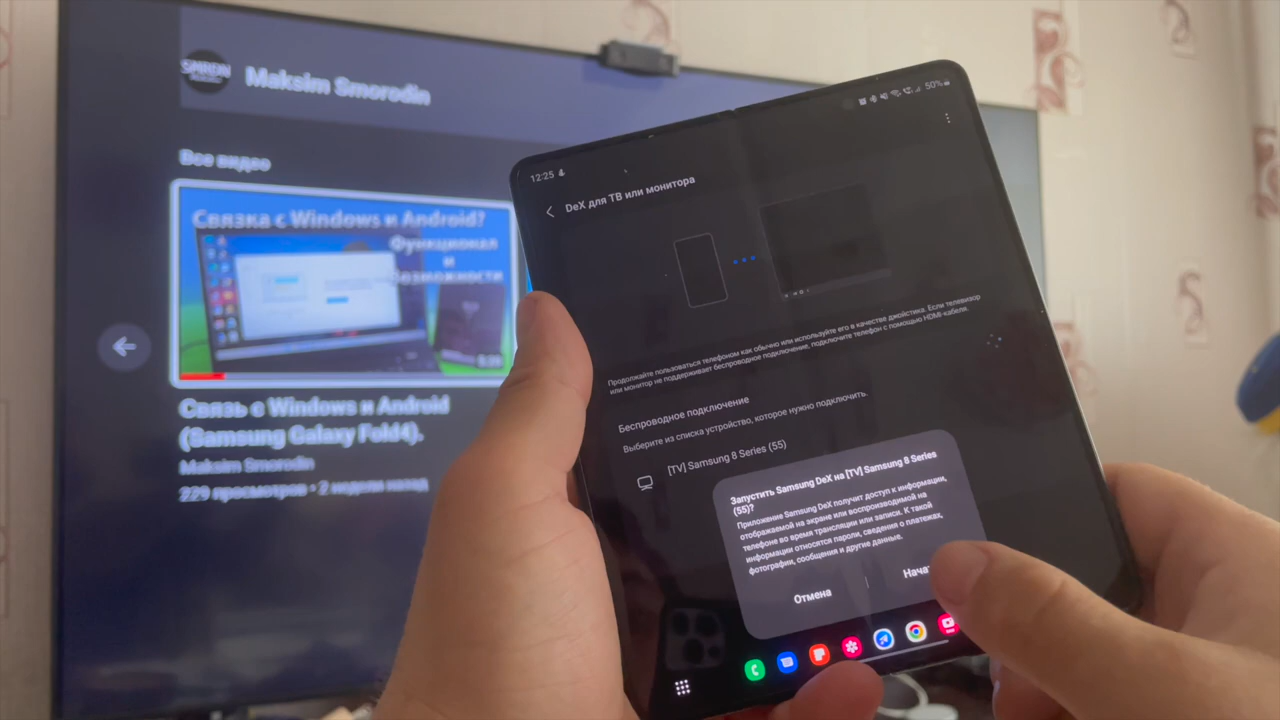 SMRDN
Maksim Smorodin
Все видео
Связка с Windows и Android?
Функционал
и
возможности
Связь с Windows и Android
(Samsung Galaxy Fold4).
Maksim Smorodin
229 просмотров • 2 недели назад
12:25
50%
DeX для ТВ или монитора
Продолжайте пользоваться телефоном как обычно или используйте его в качестве джойстика. Если телевизор
или монитор не поддерживает беспроводное подключение, подключите телефон с помощью HDMI-кабеля.
Беспроводное подключение
Выберите из списка устройство, которое нужно подключить.
[TV] Samsung 8 Series (55)
Запустить Samsung DeX на [TV] Samsung 8 Series
(55)?
Приложение Samsung DeX получит доступ к информации,
отображаемой на экране или воспроизводимой на
телефоне во время трансляции или записи. К такой
информации относятся пароли, сведения о платежах,
фотографии, сообщения и другие данные.
Отмена
Нача